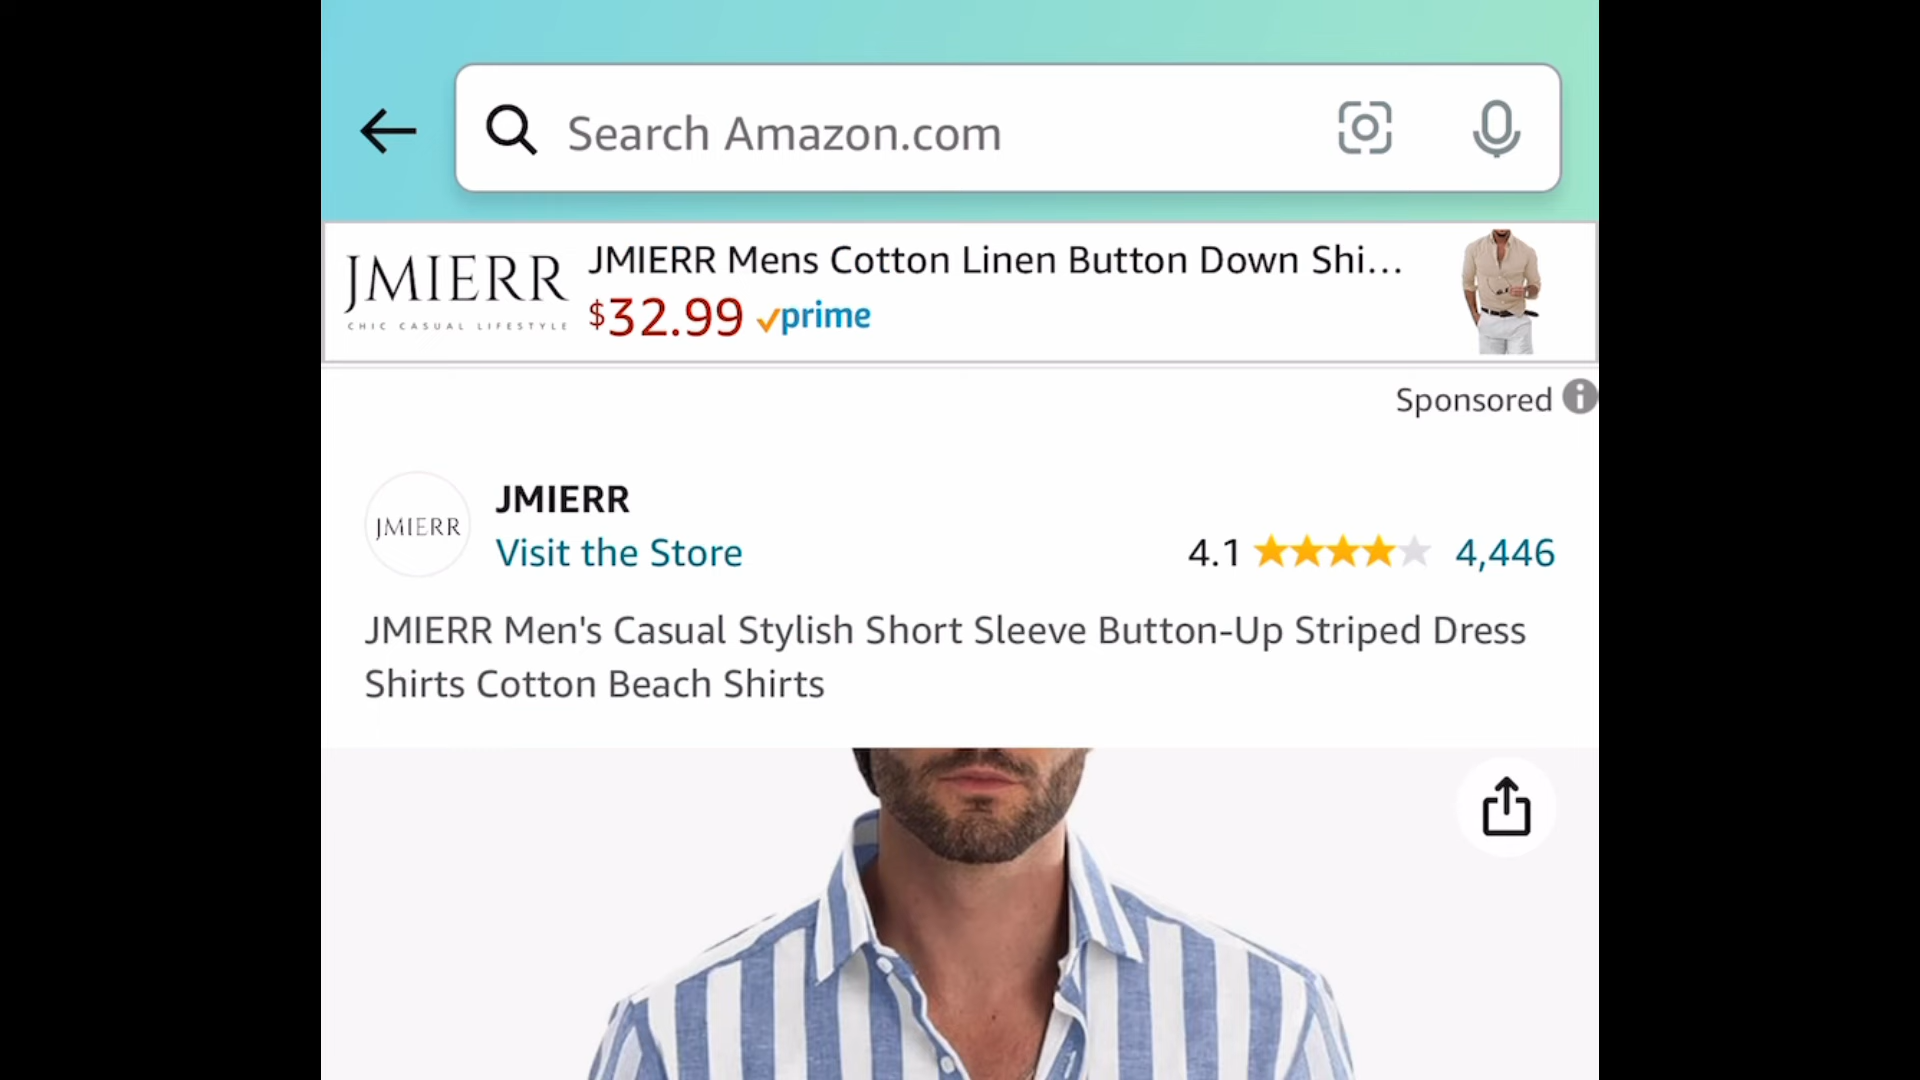 Search Amazon.com
JMIERR
CHIC CASUAL LIFESTYLE
JMIERR Mens Cotton Linen Button Down Shi...
$32.99 prime
Sponsored
JMIERR
JMIERR
Visit the Store
4.1 4,446
JMIERR Men's Casual Stylish Short Sleeve Button-Up Striped Dress
Shirts Cotton Beach Shirts